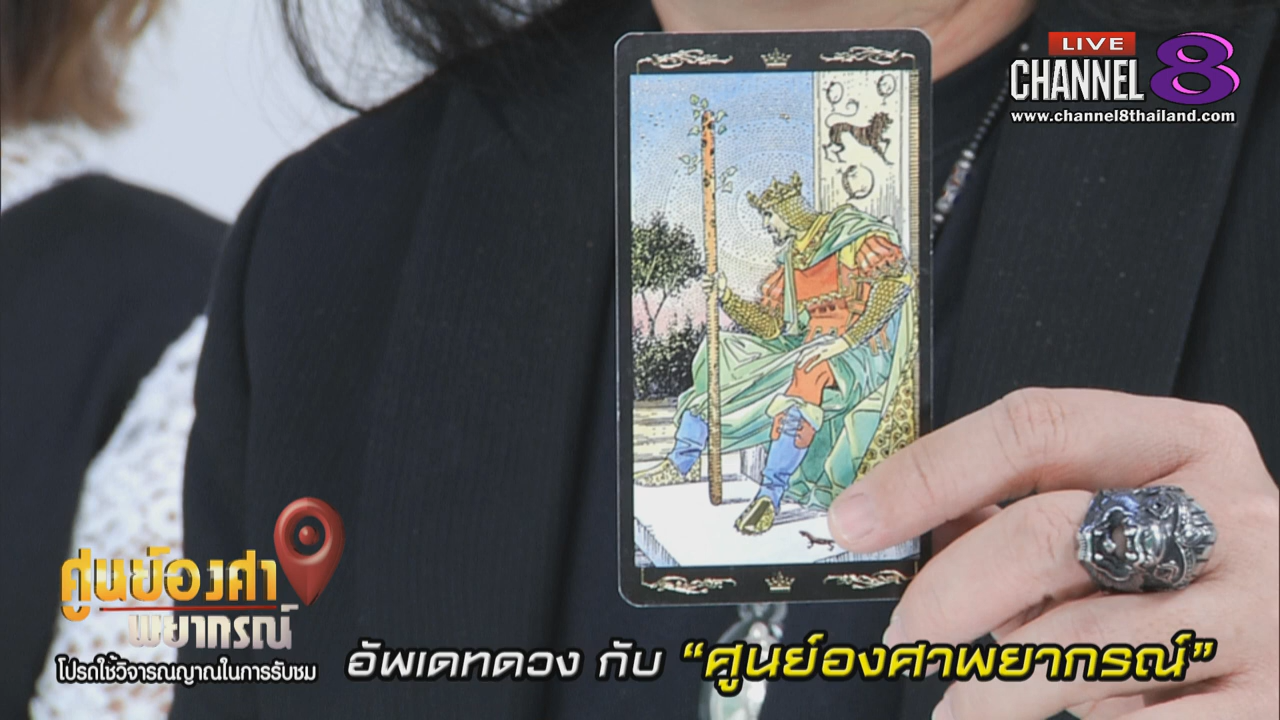 LIVE
CHANNEL 8
www.channel8thailand.com
ศูนย์องศา
พยากรณ์
โปรดใช้วิจารณญาณในการรับชม
อัพเดทดวง กับ “ศูนย์องศาพยากรณ์”